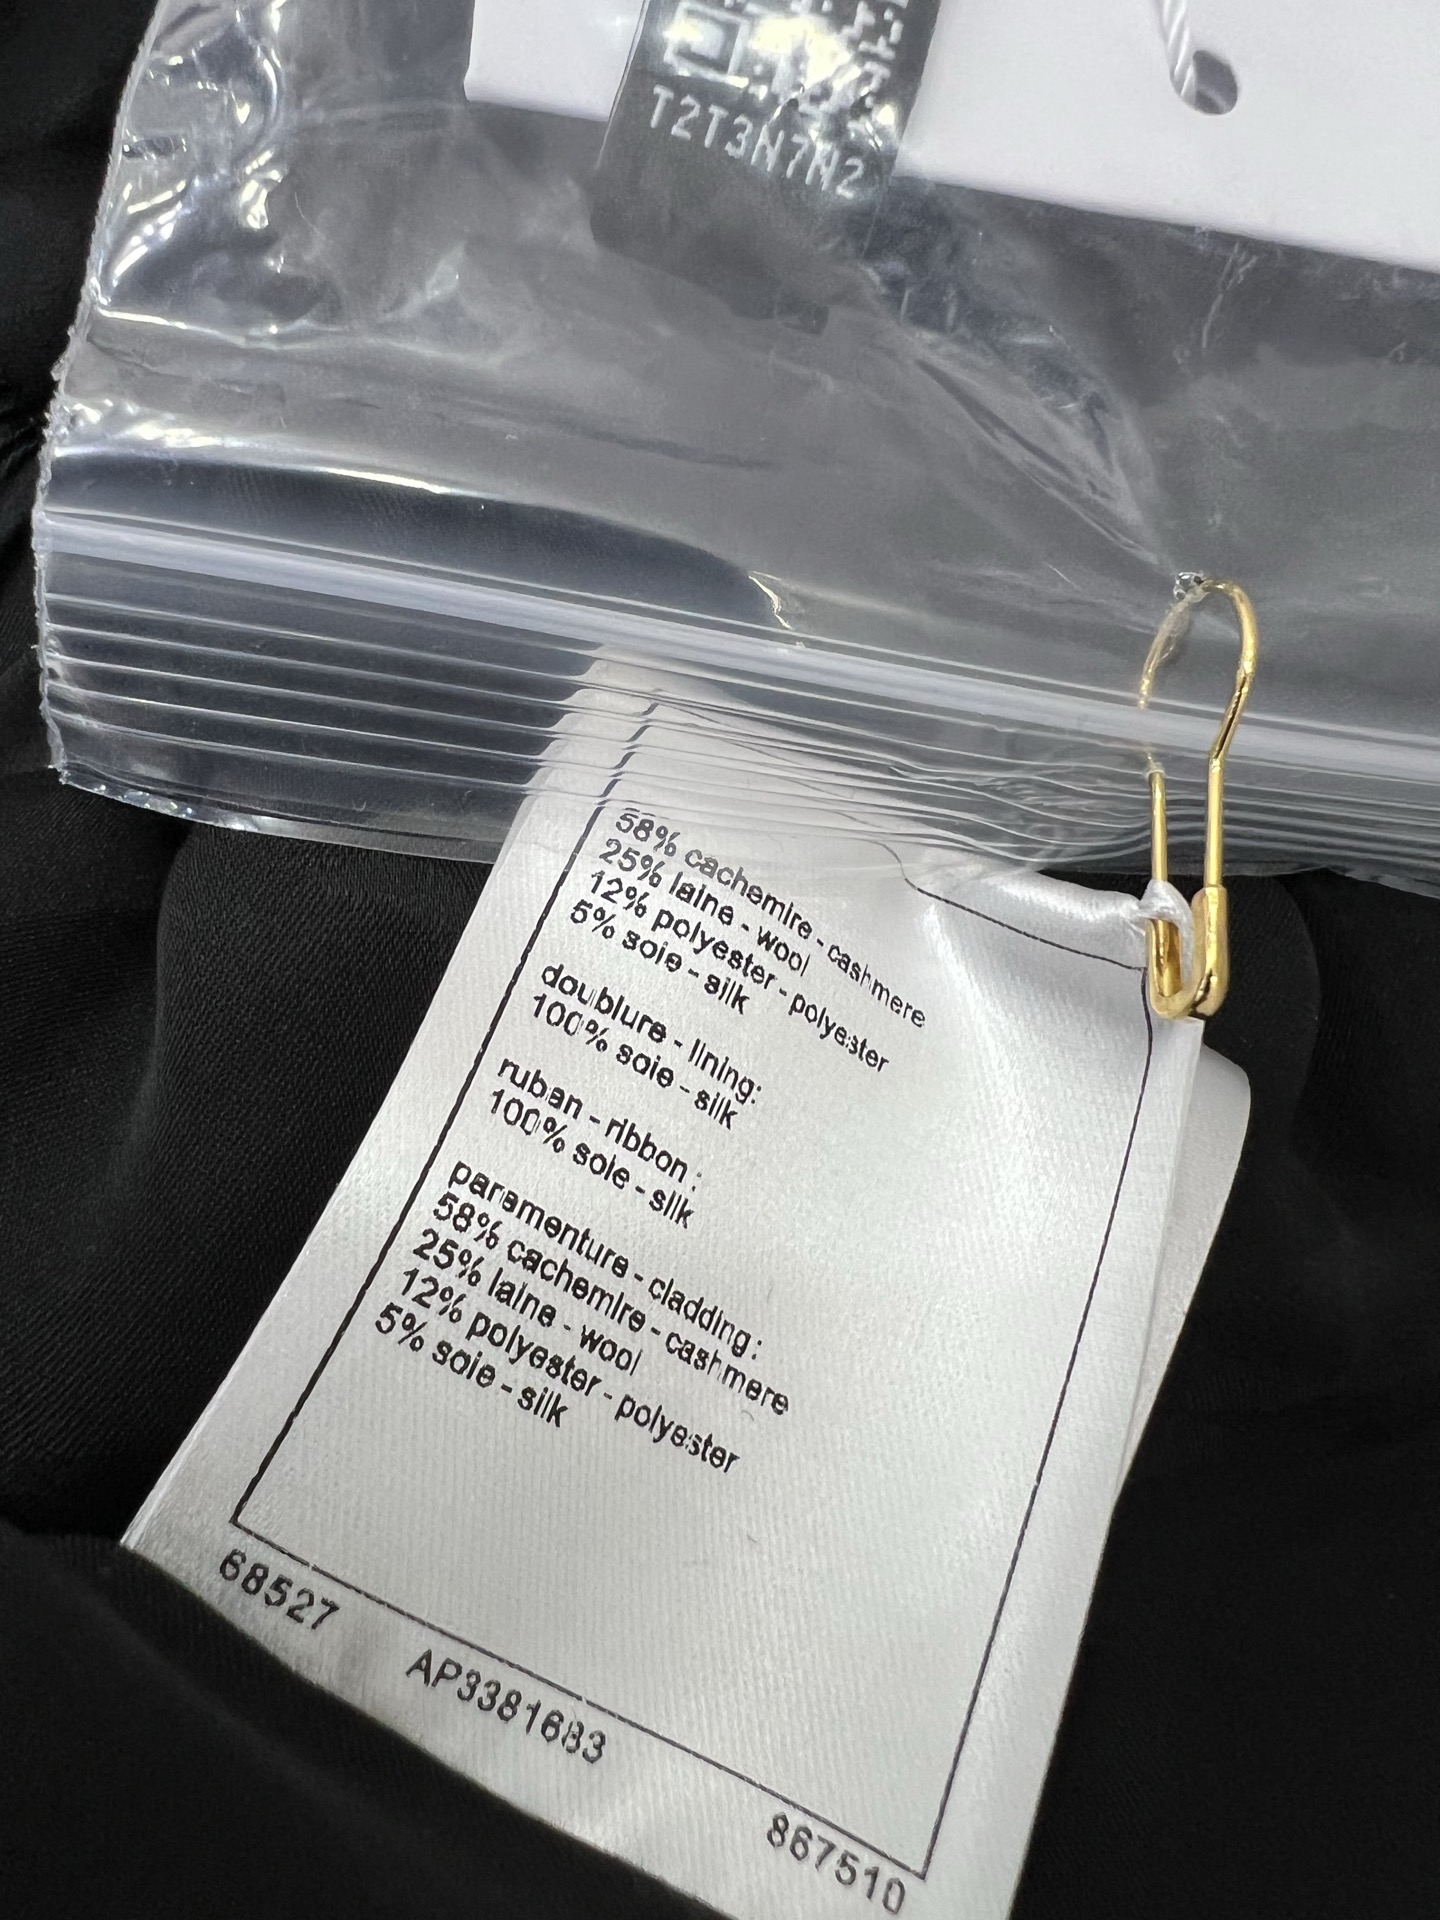 T2T3N7N2
58% cachemire - cashmere
25% laine - wool
12% polyester - polyester
5% soie - silk
doublure - lining:
100% soie - silk
ruban - ribbon :
100% soie - silk
parementure - cladding :
58% cachemire - cashmere
25% laine - wool
12% polyester - polyester
5% soie - silk
68527
AP3381683
867510